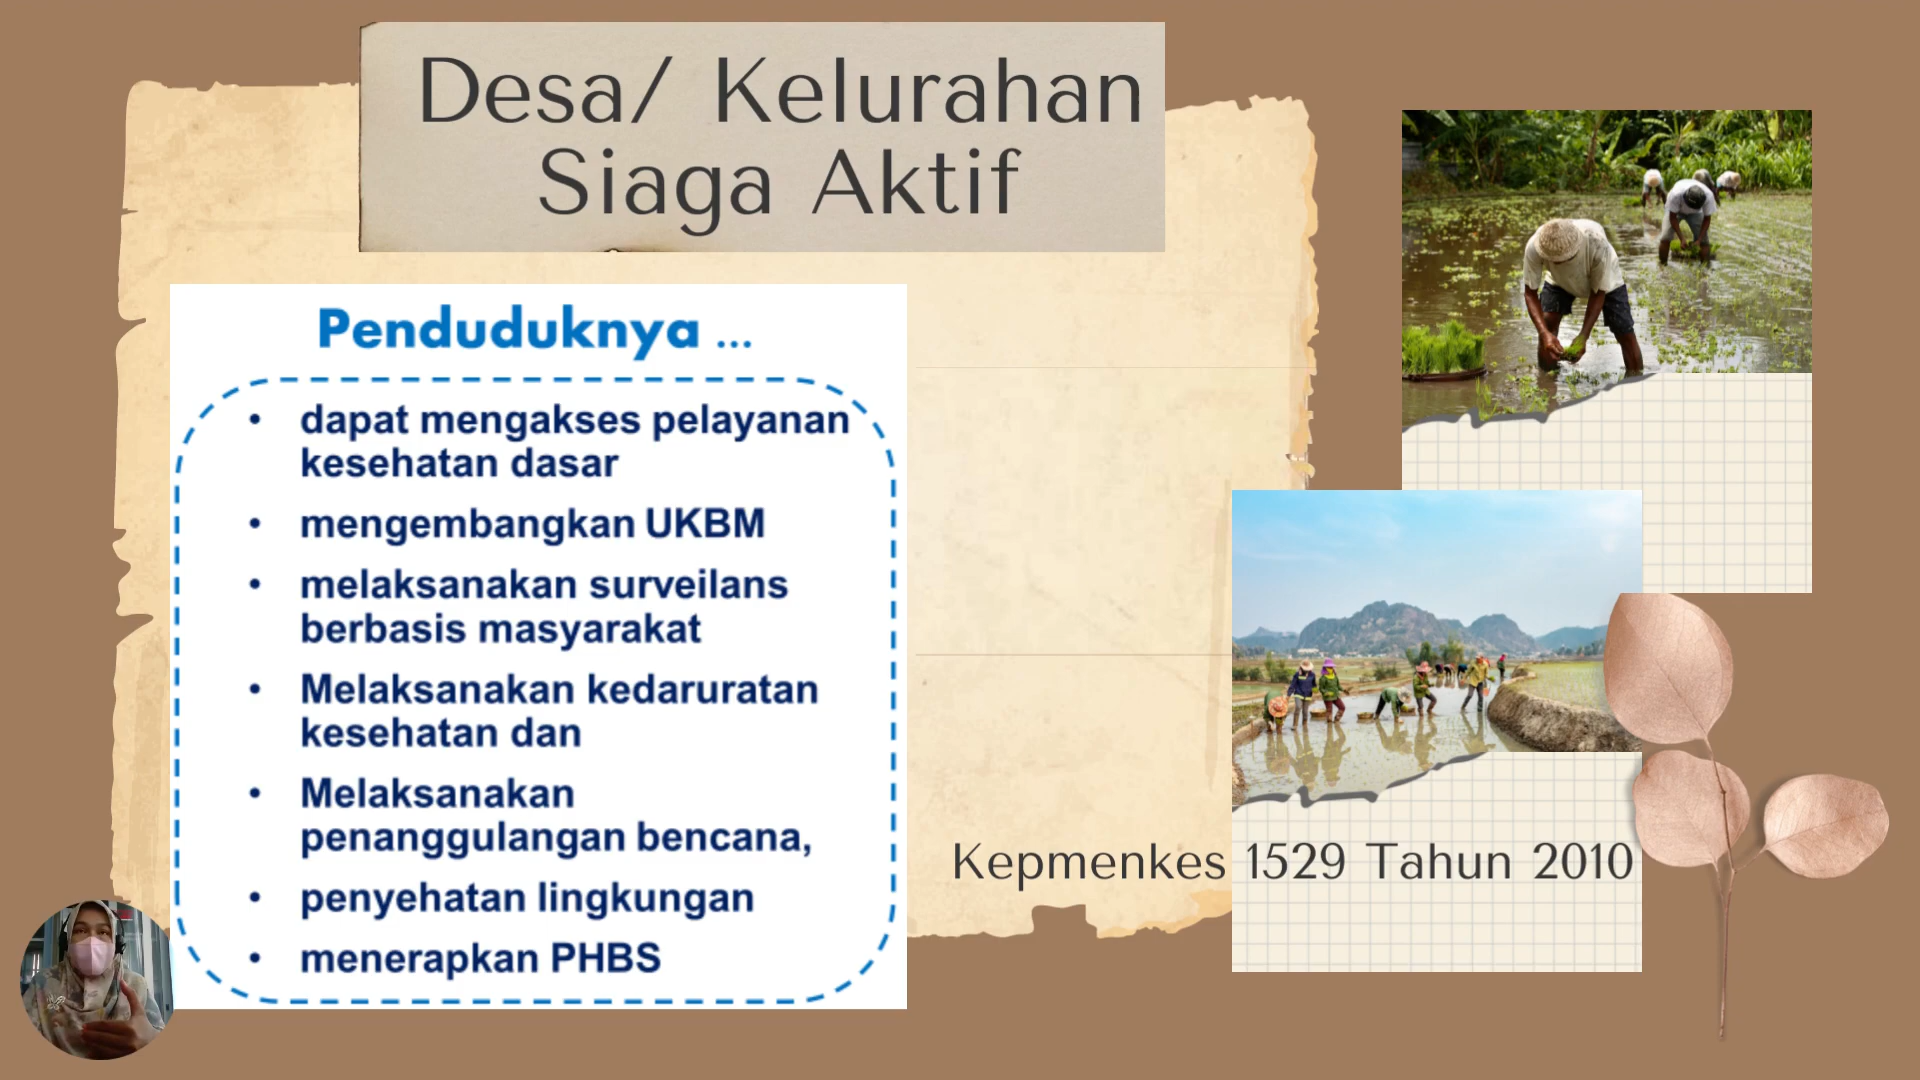 Desa/ Kelurahan
Siaga Aktif
Penduduknya ...
• dapat mengakses pelayanan
kesehatan dasar
• mengembangkan UKBM
• melaksanakan surveilans
berbasis masyarakat
• Melaksanakan kedaruratan
kesehatan dan
• Melaksanakan
penanggulangan bencana,
• penyehatan lingkungan
• menerapkan PHBS
Kepmenkes 1529 Tahun 2010